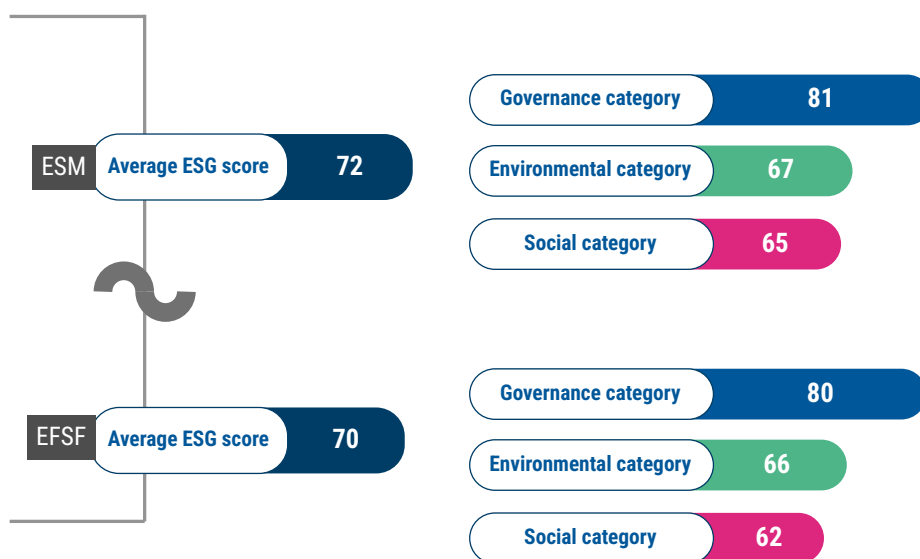 ESM
Average ESG score 72
Governance category 81
Environmental category 67
Social category 65
EFSF
Average ESG score 70
Governance category 80
Environmental category 66
Social category 62